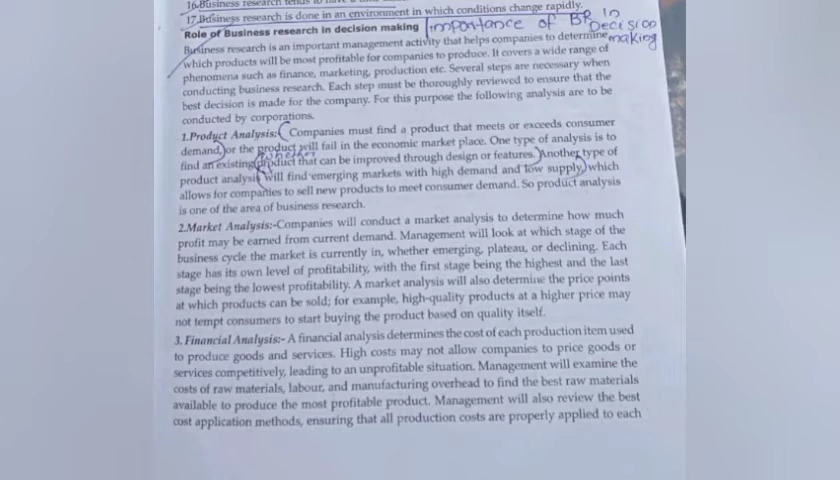 16.Business research tends to have a
17.Business research is done in an environment in which conditions change rapidly.
Role of Business research in decision making
Importance of BR in
Decision
making
Business research is an important management activity that helps companies to determine
which products will be most profitable for companies to produce. It covers a wide range of
phenomena such as finance, marketing, production etc. Several steps are necessary when
conducting business research. Each step must be thoroughly reviewed to ensure that the
best decision is made for the company. For this purpose the following analysis are to be
conducted by corporations.
1.Product Analysis:- Companies must find a product that meets or exceeds consumer
demand, or the product will fail in the economic market place. One type of analysis is to
whether
find an existing product that can be improved through design or features. Another type of
product analysis will find emerging markets with high demand and low supply, which
allows for companies to sell new products to meet consumer demand. So product analysis
is one of the area of business research.
2.Market Analysis:-Companies will conduct a market analysis to determine how much
profit may be earned from current demand. Management will look at which stage of the
business cycle the market is currently in, whether emerging, plateau, or declining. Each
stage has its own level of profitability, with the first stage being the highest and the last
stage being the lowest profitability. A market analysis will also determine the price points
at which products can be sold; for example, high-quality products at a higher price may
not tempt consumers to start buying the product based on quality itself.
3. Financial Analysis:- A financial analysis determines the cost of each production item used
to produce goods and services. High costs may not allow companies to price goods or
services competitively, leading to an unprofitable situation. Management will examine the
costs of raw materials, labour, and manufacturing overhead to find the best raw materials
available to produce the most profitable product. Management will also review the best
cost application methods, ensuring that all production costs are properly applied to each